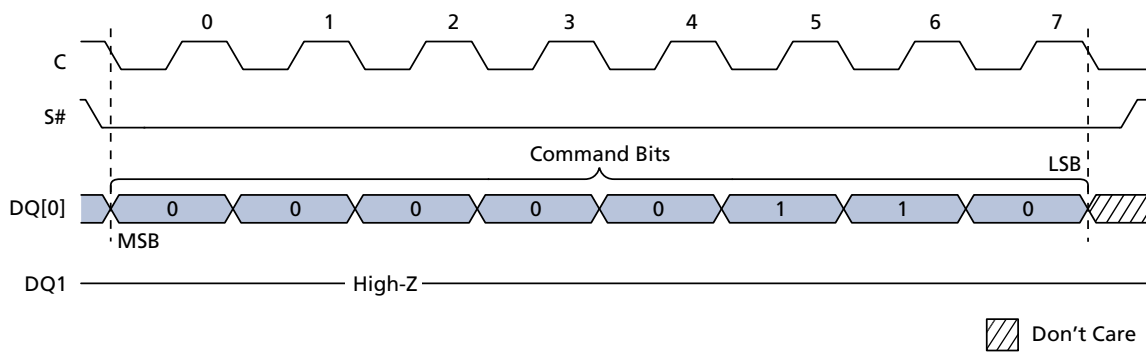 0 1 2 3 4 5 6 7
C
S#
Command Bits
LSB
DQ[0] 0 0 0 0 0 1 1 0
MSB
DQ1 High-Z
Don't Care